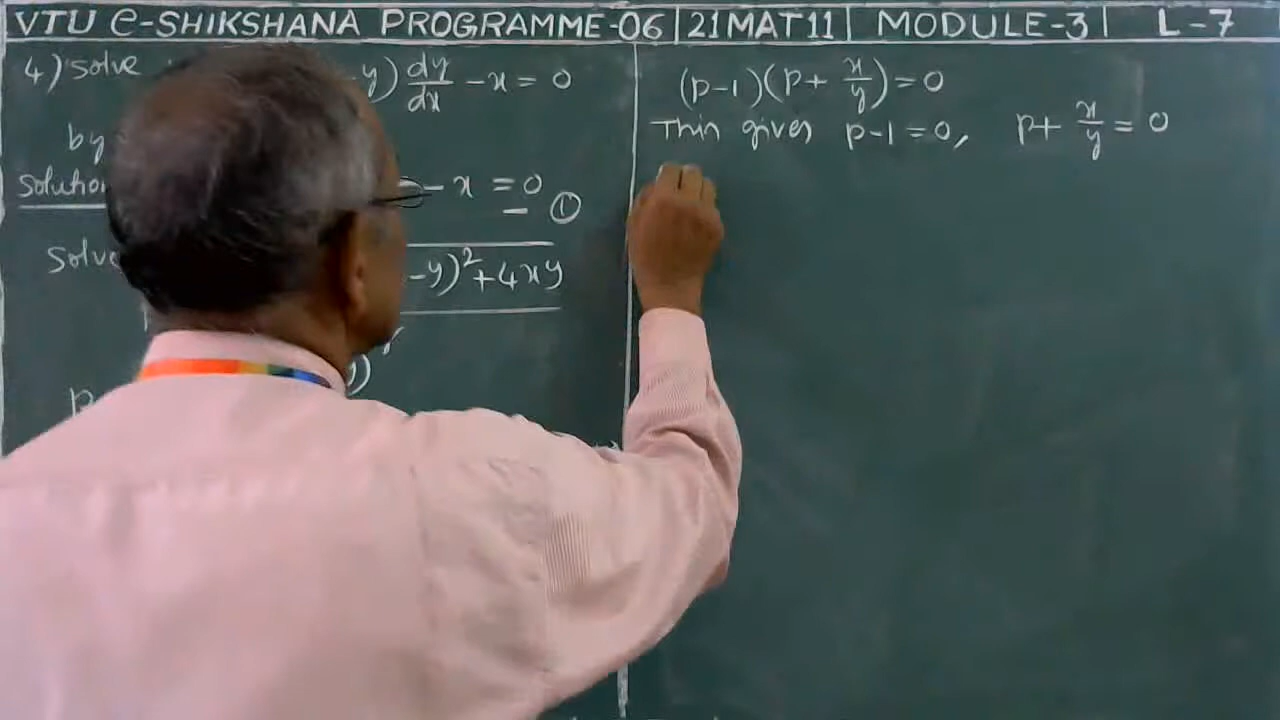 VTU e-SHIKSHANA PROGRAMME-06 | 21MAT11 | MODULE-3 | L-7
4) solve -y) dy/dx - x = 0
by
solution - x = 0 - ①
Solve -y)² + 4xy
p )
(p-1)(p + x/y) = 0
This gives p-1=0, p + x/y = 0